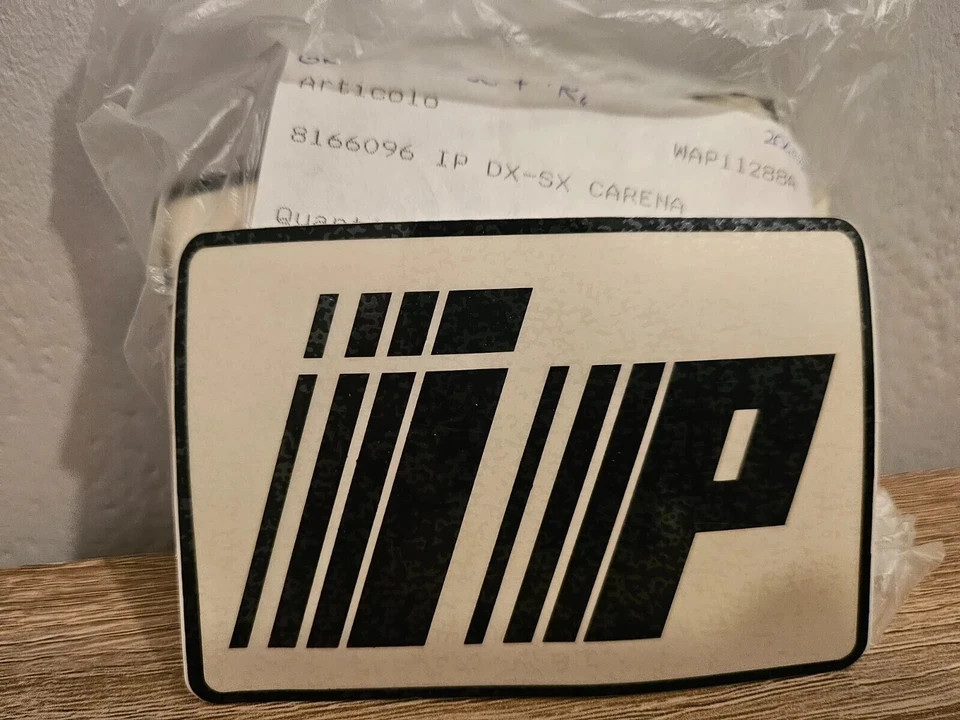 Articolo
8166096 IP DX-SX CARENA WAP11288A
iP